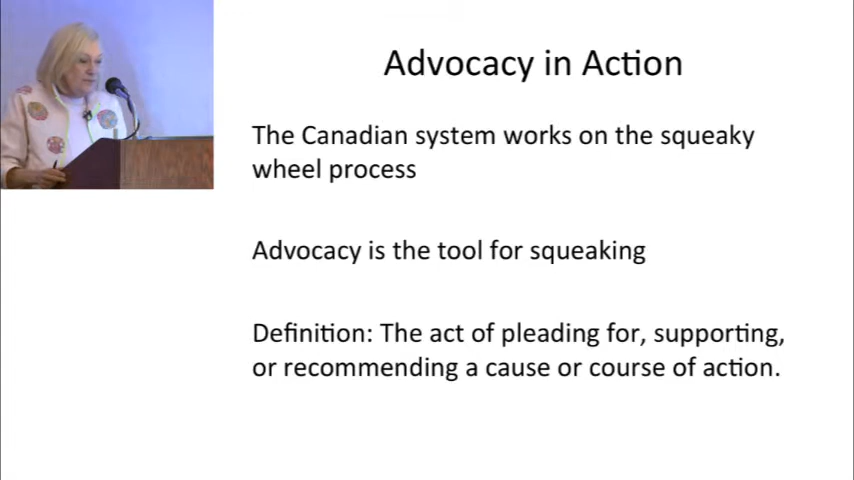 Advocacy in Action
The Canadian system works on the squeaky
wheel process
Advocacy is the tool for squeaking
Definition: The act of pleading for, supporting,
or recommending a cause or course of action.